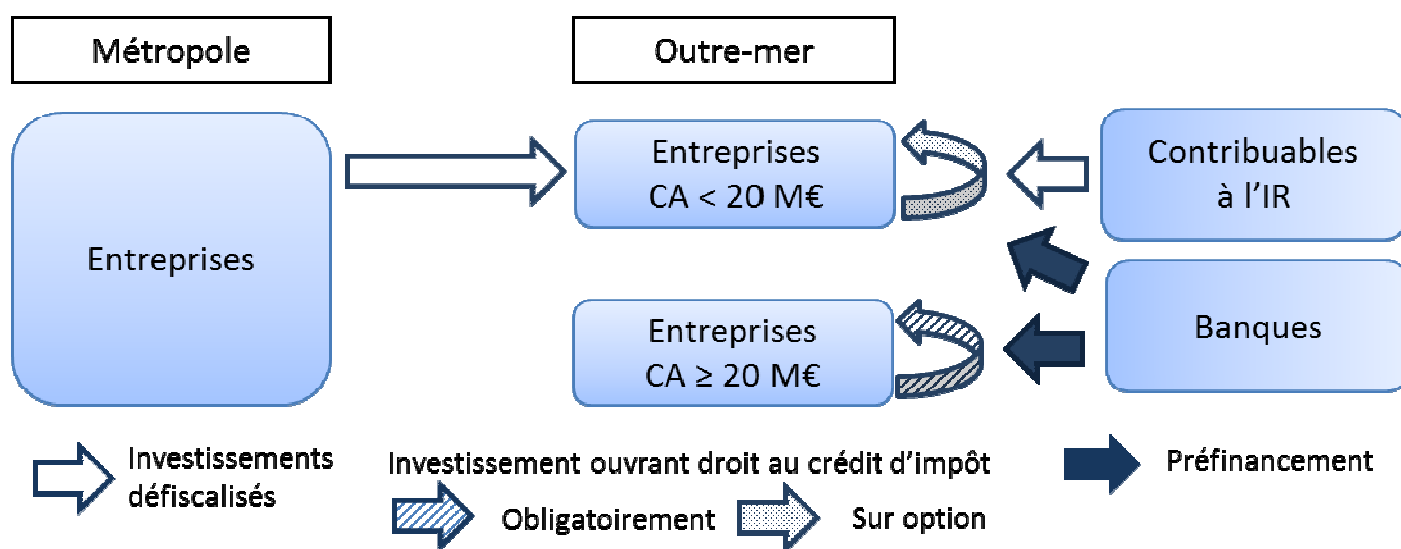 Métropole
Outre-mer
Entreprises
Entreprises
CA < 20 M€
Contribuables
à l'IR
Entreprises
CA ≥ 20 M€
Banques
Investissements
défiscalisés
Investissement ouvrant droit au crédit d'impôt
Obligatoirement
Sur option
Préfinancement